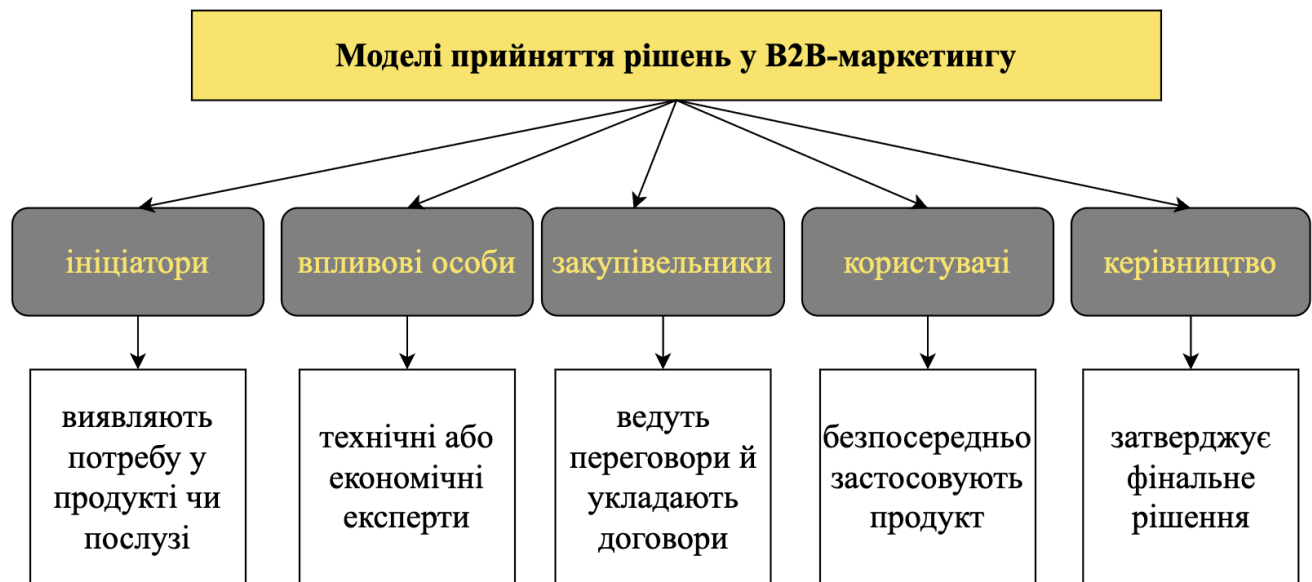 Моделі прийняття рішень у В2В-маркетингу
ініціатори
впливові особи
закупівельники
користувачі
керівництво
виявляють
потребу у
продукті чи
послузі
технічні або
економічні
експерти
ведуть
переговори й
укладають
договори
безпосередньо
застосовують
продукт
затверджує
фінальне
рішення